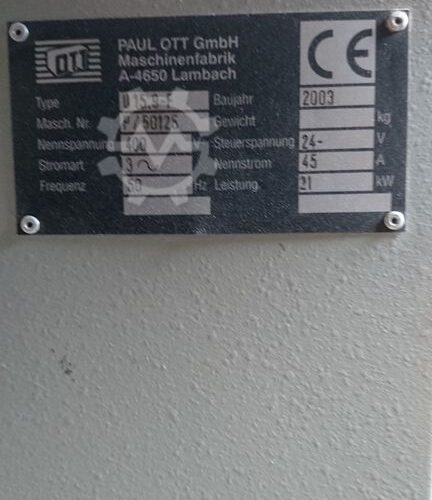 OTT
PAUL OTT GmbH
Maschinenfabrik
A-4650 Lambach
CE
Type Baujahr 2003
Masch. Nr. Gewicht kg
Nennspannung 400 V Steuerspannung 24- V
Stromart 3 ~ Nennstrom 45 A
Frequenz 50 Hz Leistung 21 kW